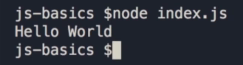 js-basics $node index.js
Hello World
js-basics $